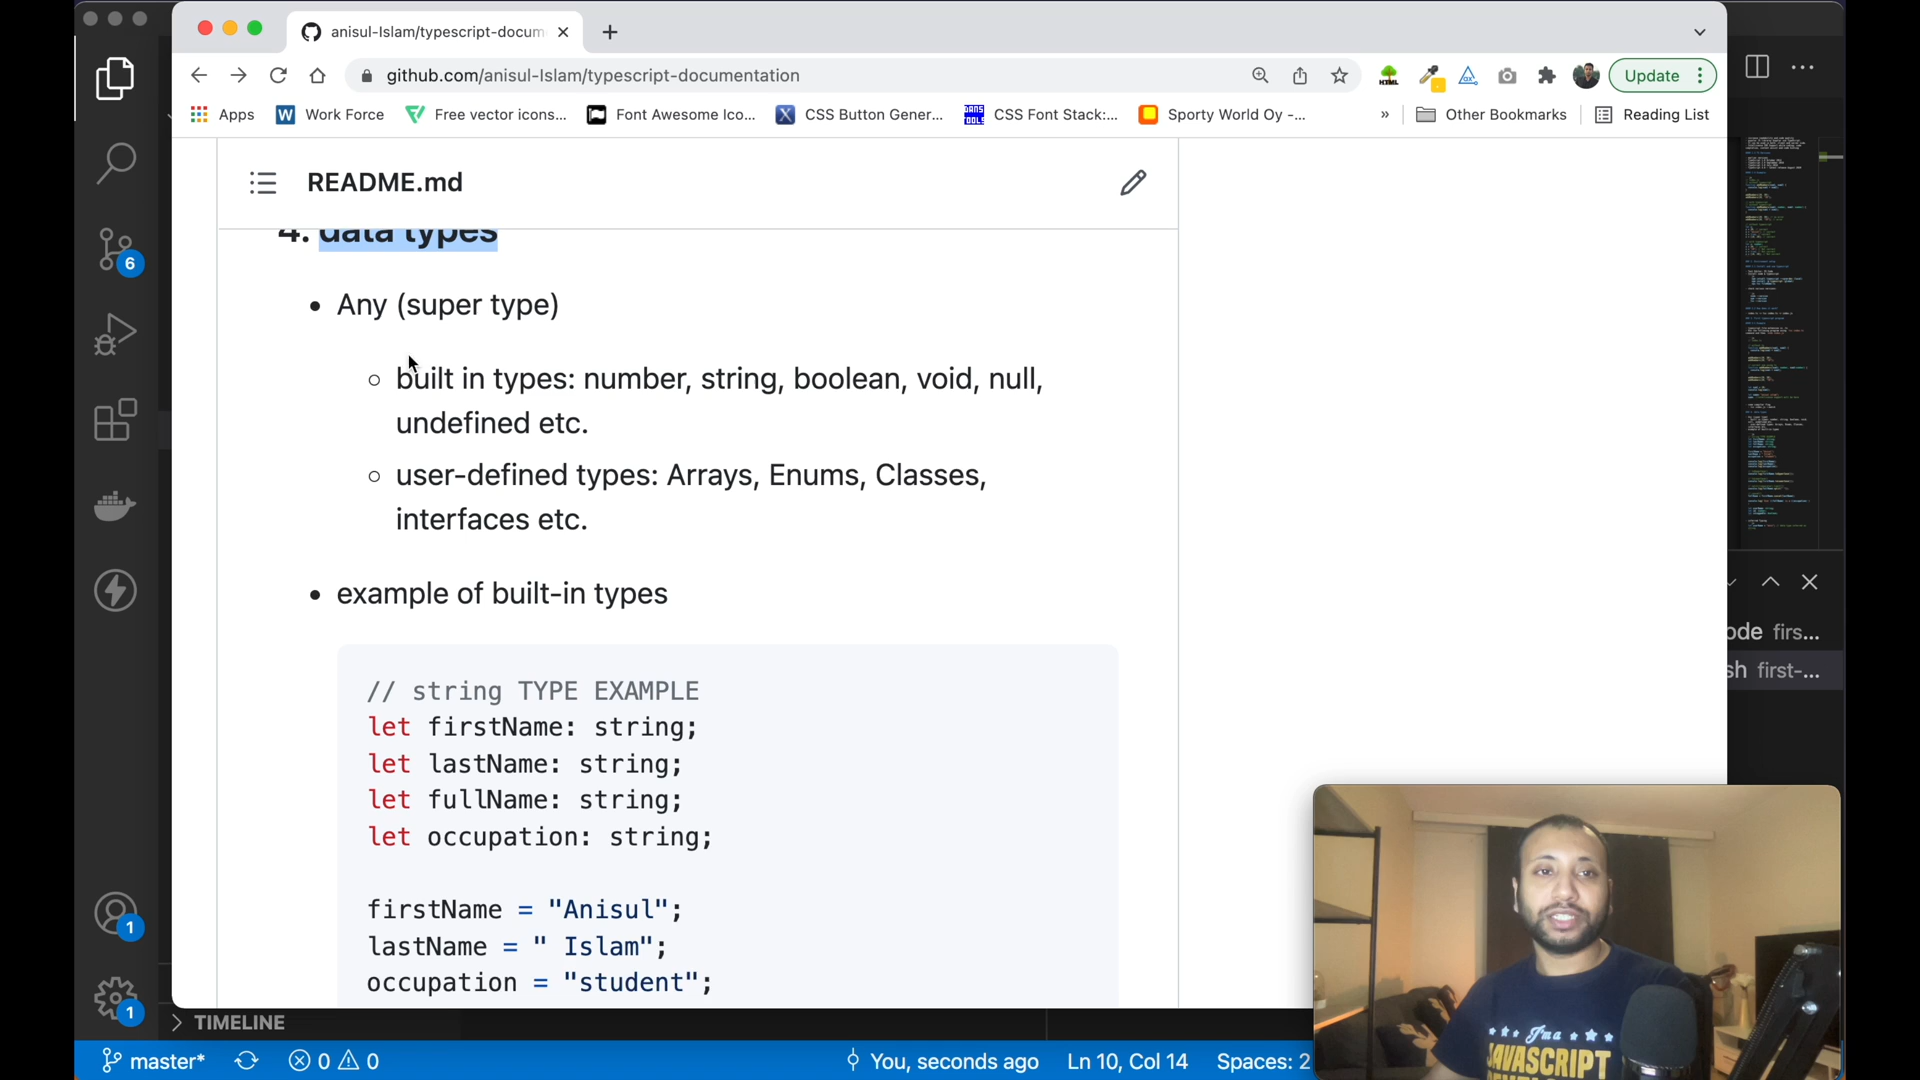 anisul-Islam/typescript-docum
github.com/anisul-Islam/typescript-documentation
Update
Apps
Work Force
Free vector icons...
Font Awesome Ico...
CSS Button Gener...
CSS Font Stack:...
Sporty World Oy -...
»
Other Bookmarks
Reading List
README.md
4. data types
• Any (super type)
built in types: number, string, boolean, void, null,
undefined etc.
user-defined types: Arrays, Enums, Classes,
interfaces etc.
• example of built-in types
// string TYPE EXAMPLE
let firstName: string;
let lastName: string;
let fullName: string;
let occupation: string;
firstName = "Anisul";
lastName = " Islam";
occupation = "student";
6
1
1
ode firs...
sh first-...
TIMELINE
master*
0
0
You, seconds ago
Ln 10, Col 14
Spaces: 2
I'm a
JAVASCRIPT